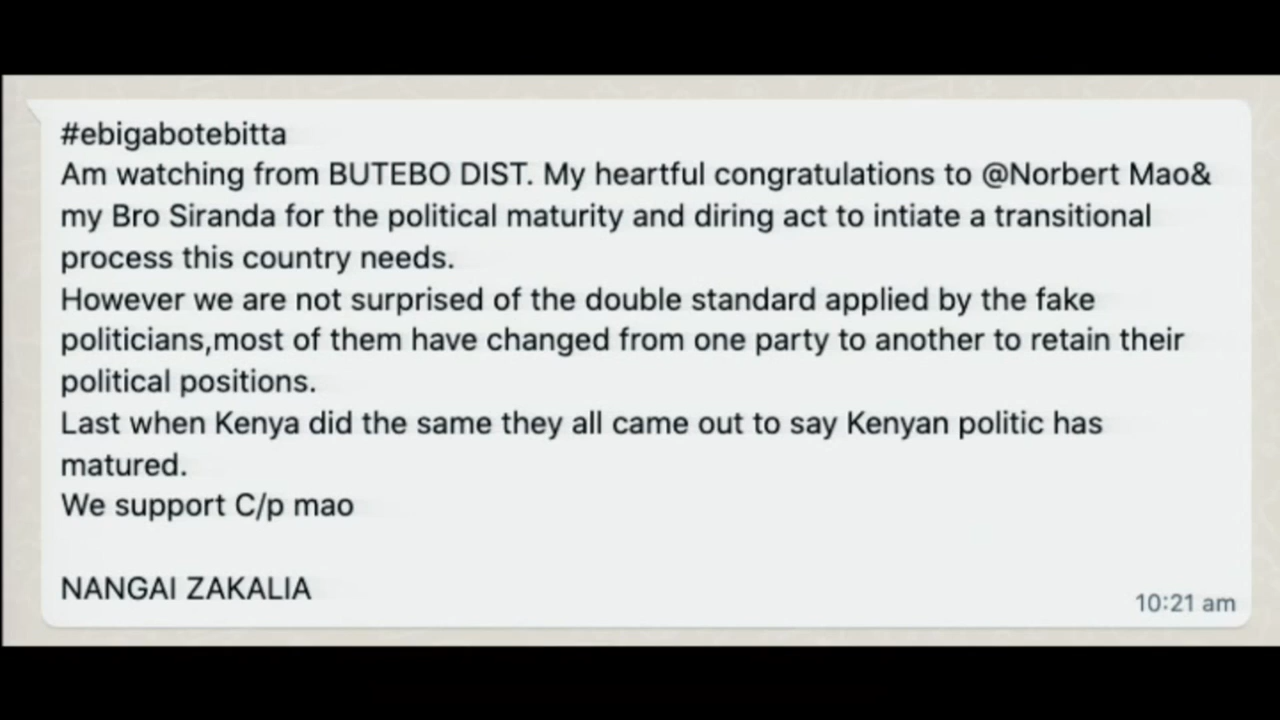 #ebigabotebitta
Am watching from BUTEBO DIST. My heartful congratulations to @Norbert Mao&
my Bro Siranda for the political maturity and diring act to intiate a transitional
process this country needs.
However we are not surprised of the double standard applied by the fake
politicians,most of them have changed from one party to another to retain their
political positions.
Last when Kenya did the same they all came out to say Kenyan politic has
matured.
We support C/p mao
NANGAI ZAKALIA
10:21 am